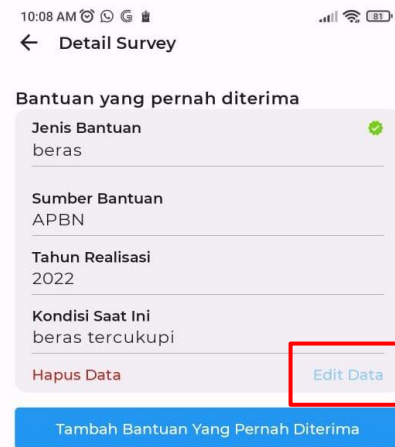 10:08 AM
81
Detail Survey
Bantuan yang pernah diterima
Jenis Bantuan
beras
Sumber Bantuan
APBN
Tahun Realisasi
2022
Kondisi Saat Ini
beras tercukupi
Hapus Data Edit Data
Tambah Bantuan Yang Pernah Diterima